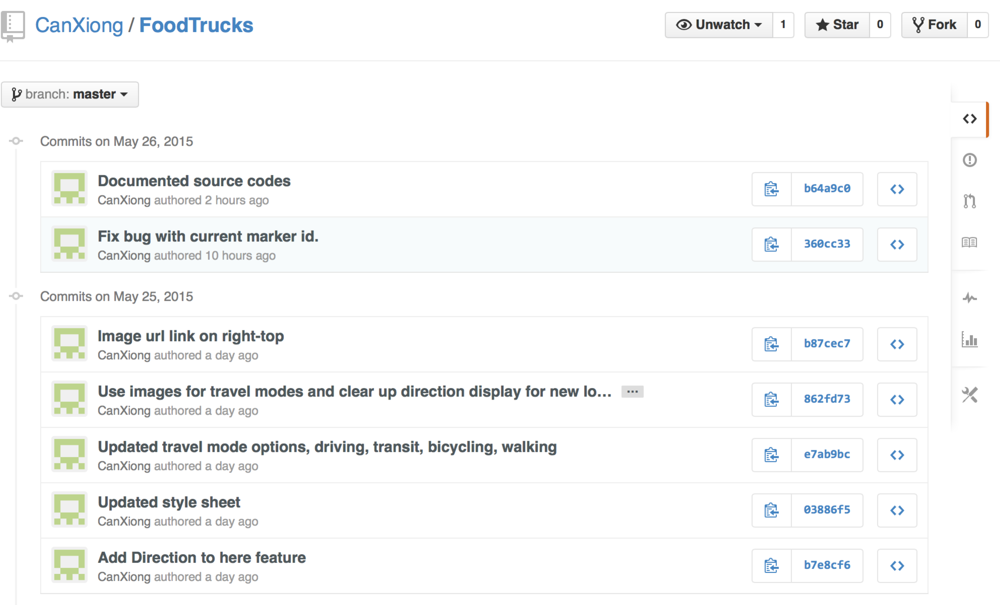 CanXiong / FoodTrucks
Unwatch 1 Star 0 Fork 0
branch: master
Commits on May 26, 2015
Documented source codes
CanXiong authored 2 hours ago
b64a9c0
Fix bug with current marker id.
CanXiong authored 10 hours ago
360cc33
Commits on May 25, 2015
Image url link on right-top
CanXiong authored a day ago
b87cec7
Use images for travel modes and clear up direction display for new lo… …
CanXiong authored a day ago
862fd73
Updated travel mode options, driving, transit, bicycling, walking
CanXiong authored a day ago
e7ab9bc
Updated style sheet
CanXiong authored a day ago
03886f5
Add Direction to here feature
CanXiong authored a day ago
b7e8cf6